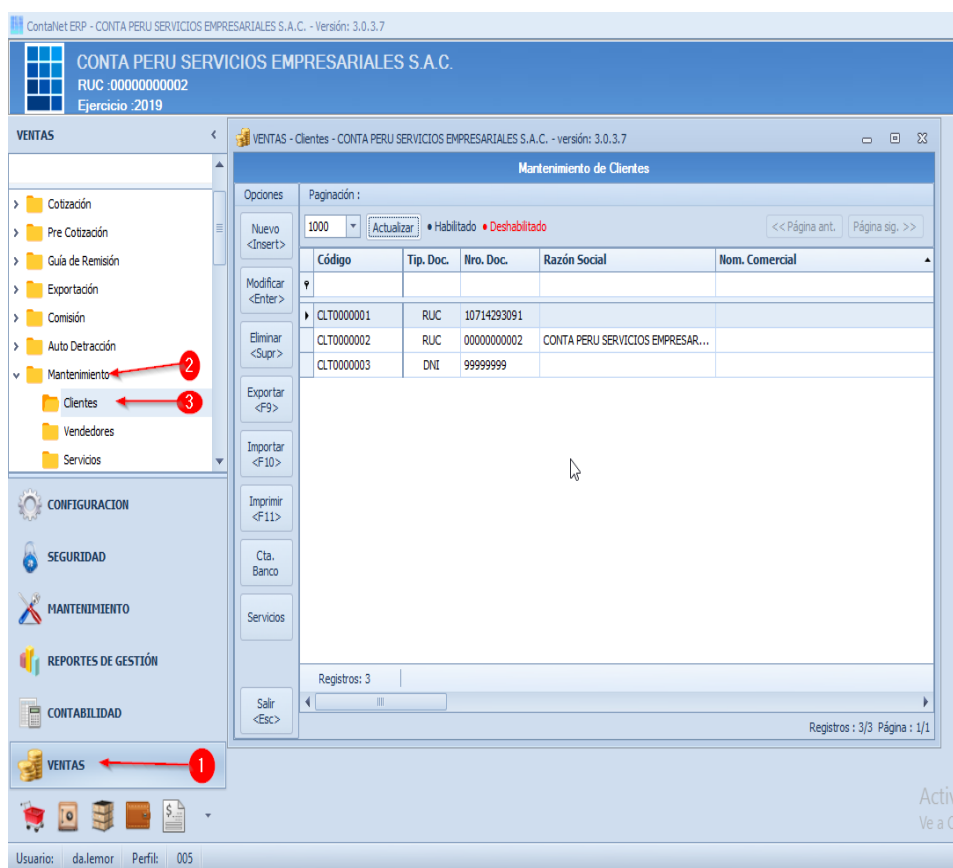 ContaNet ERP - CONTA PERU SERVICIOS EMPRESARIALES S.A.C. - Versión: 3.0.3.7
CONTA PERU SERVICIOS EMPRESARIALES S.A.C.
RUC :00000000002
Ejercicio :2019
VENTAS
Cotización
Pre Cotización
Guía de Remisión
Exportación
Comisión
Auto Detracción
Mantenimiento
2
Clientes
3
Vendedores
Servicios
CONFIGURACION
SEGURIDAD
MANTENIMIENTO
REPORTES DE GESTIÓN
CONTABILIDAD
VENTAS
1
VENTAS - Clientes - CONTA PERU SERVICIOS EMPRESARIALES S.A.C. - versión: 3.0.3.7
Mantenimiento de Clientes
Opciones
Paginación :
Nuevo
<Insert>
Modificar
<Enter>
Eliminar
<Supr>
Exportar
<F9>
Importar
<F10>
Imprimir
<F11>
Cta.
Banco
Servicios
Salir
<Esc>
1000 Actualizar Habilitado Deshabilitado << Página ant. Página sig. >>
Código Tip. Doc. Nro. Doc. Razón Social Nom. Comercial
CLT0000001 RUC 10714293091
CLT0000002 RUC 00000000002 CONTA PERU SERVICIOS EMPRESAR...
CLT0000003 DNI 99999999
Registros: 3
Registros : 3/3 Página : 1/1
Activ
Ve a C
Usuario: da.lemor Perfil: 005